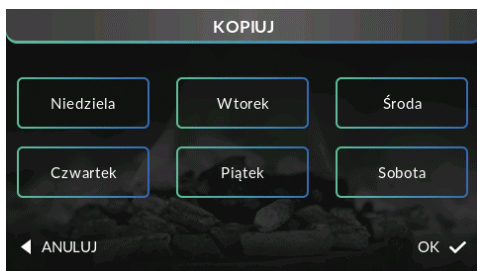 KOPIUJ
Niedziela Wtorek Środa
Czwartek Piątek Sobota
ANULUJ OK